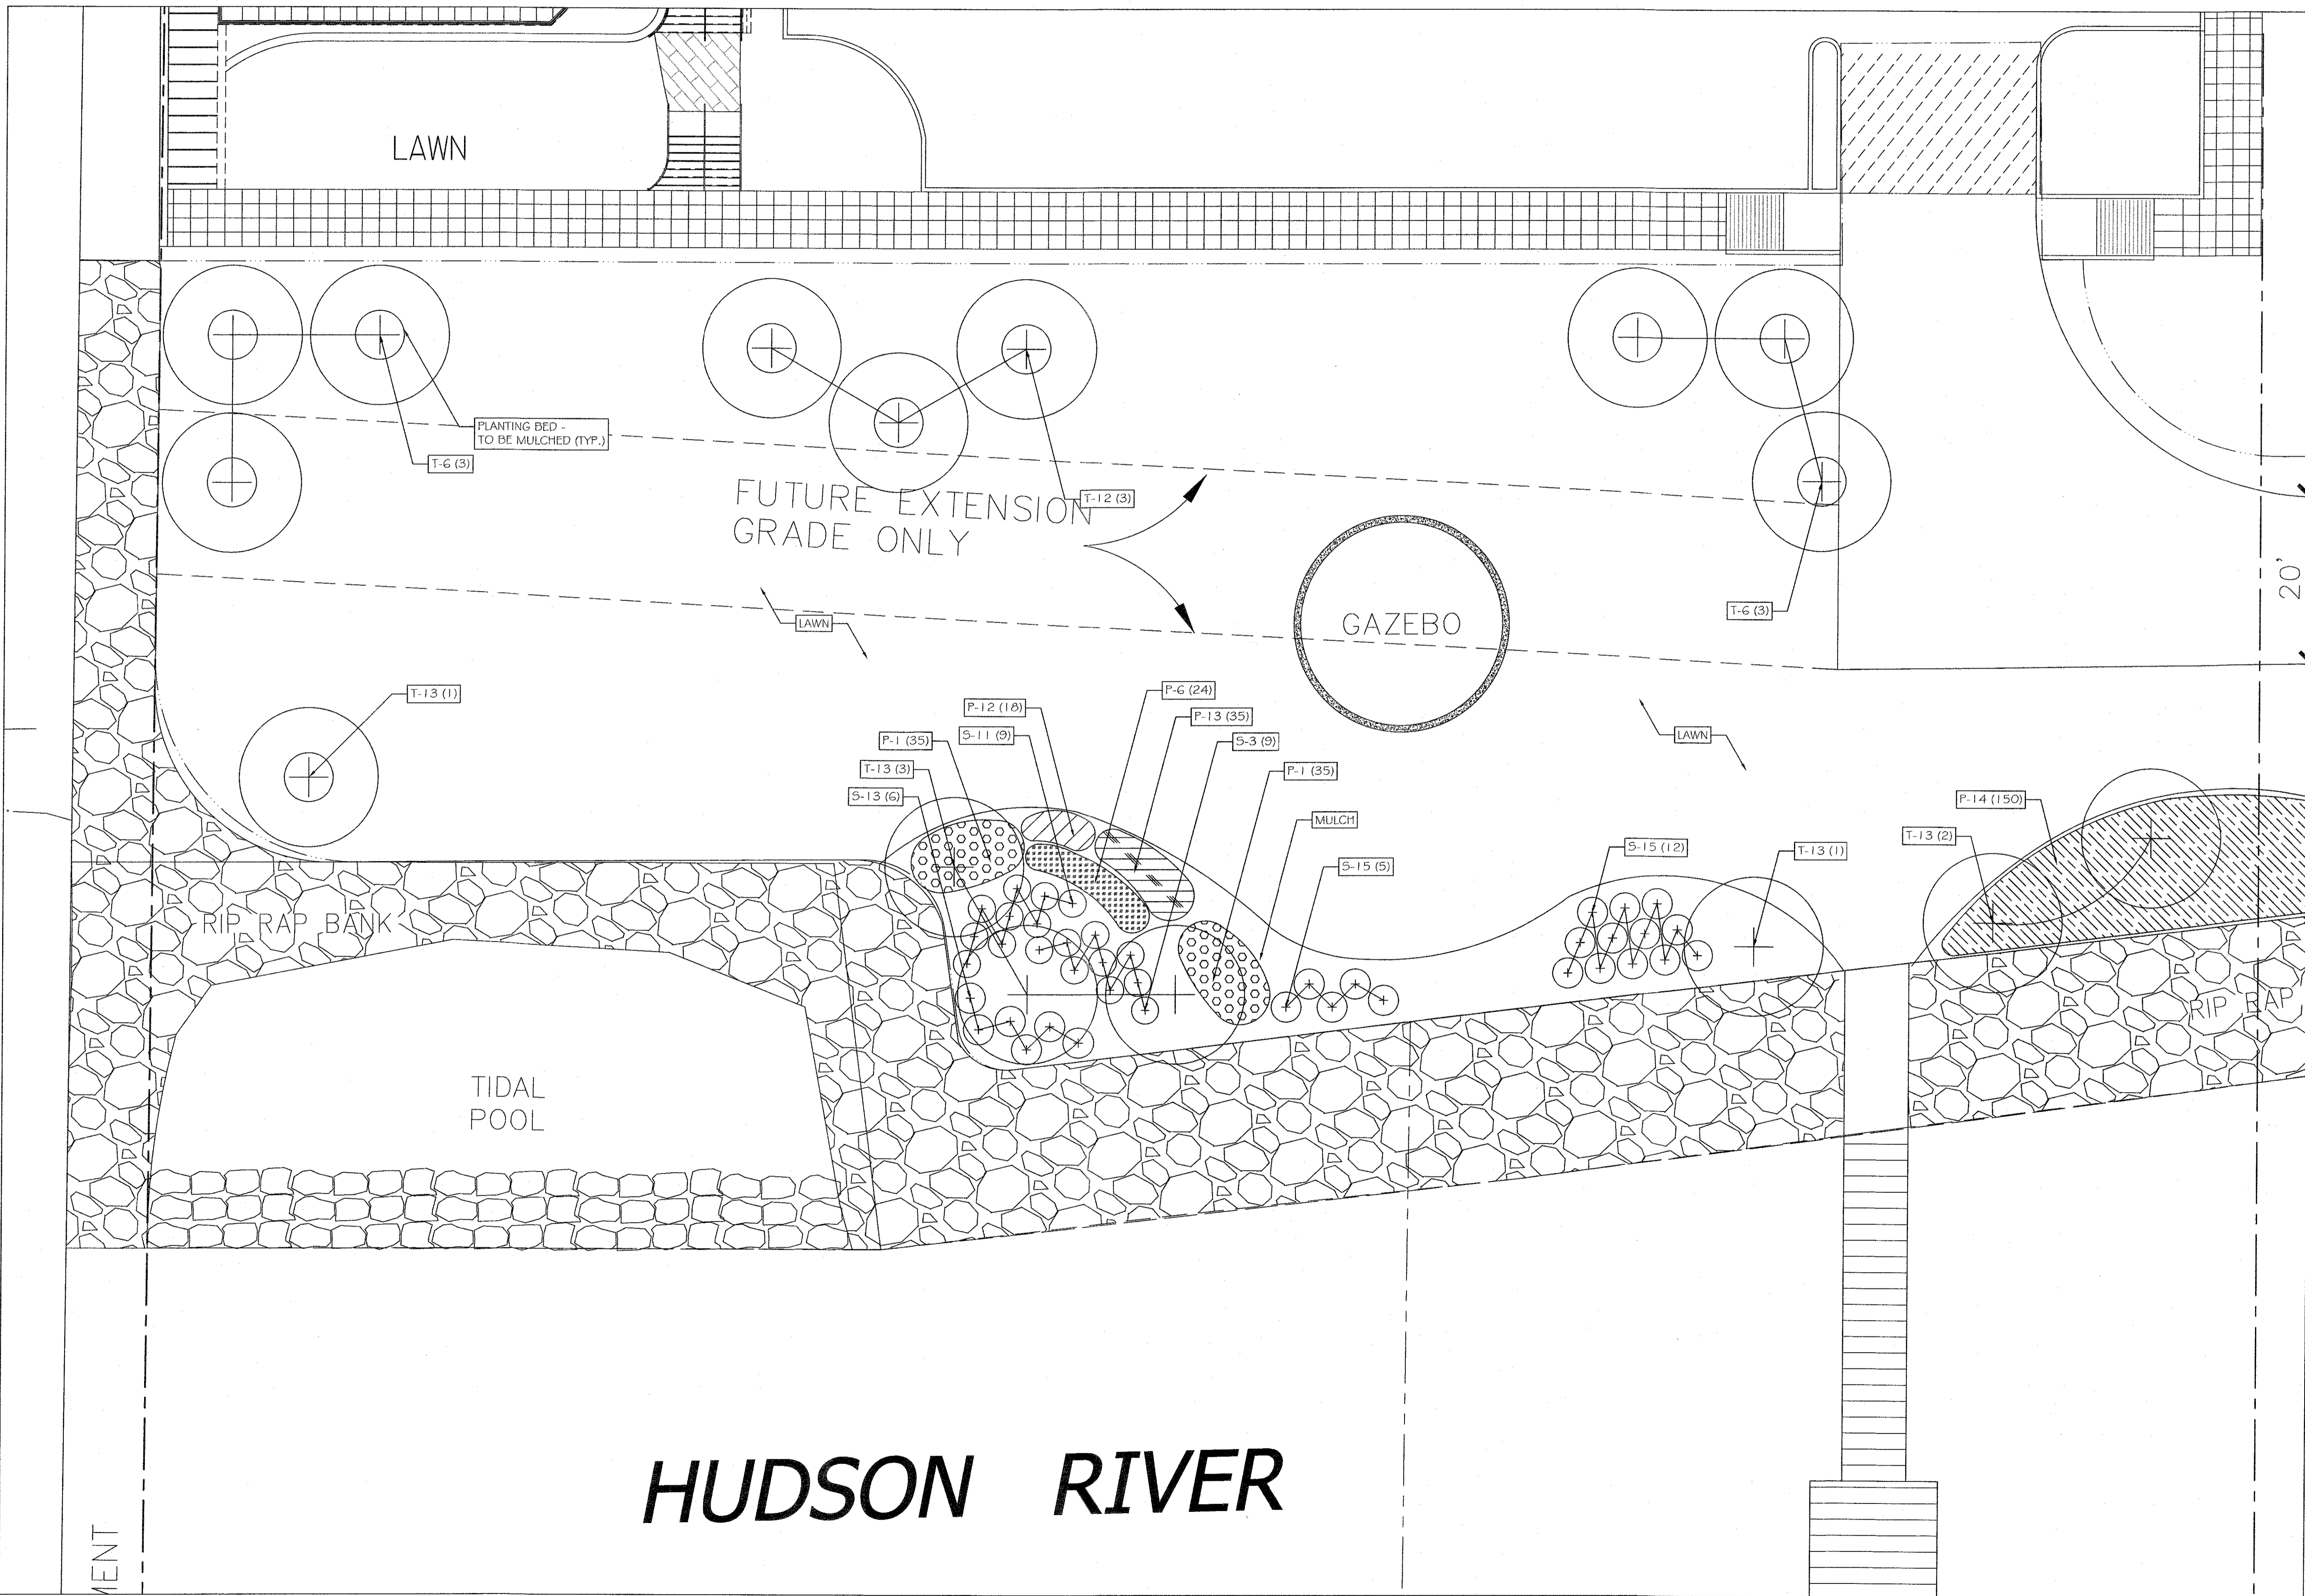 LAWN
PLANTING BED -
TO BE MULCHED (TYP.)
T-6 (3)
T-12 (3)
FUTURE EXTENSION
GRADE ONLY
20'
LAWN
GAZEBO
T-6 (3)
T-13 (1)
P-6 (24)
P-12 (18)
P-13 (35)
S-11 (9)
P-1 (35)
S-3 (9)
LAWN
T-13 (3)
P-1 (35)
S-13 (6)
MULCH
P-14 (150)
T-13 (2)
S-15 (12)
T-13 (1)
S-15 (5)
RIP RAP BANK
RIP RAP
TIDAL
POOL
HUDSON RIVER
MENT